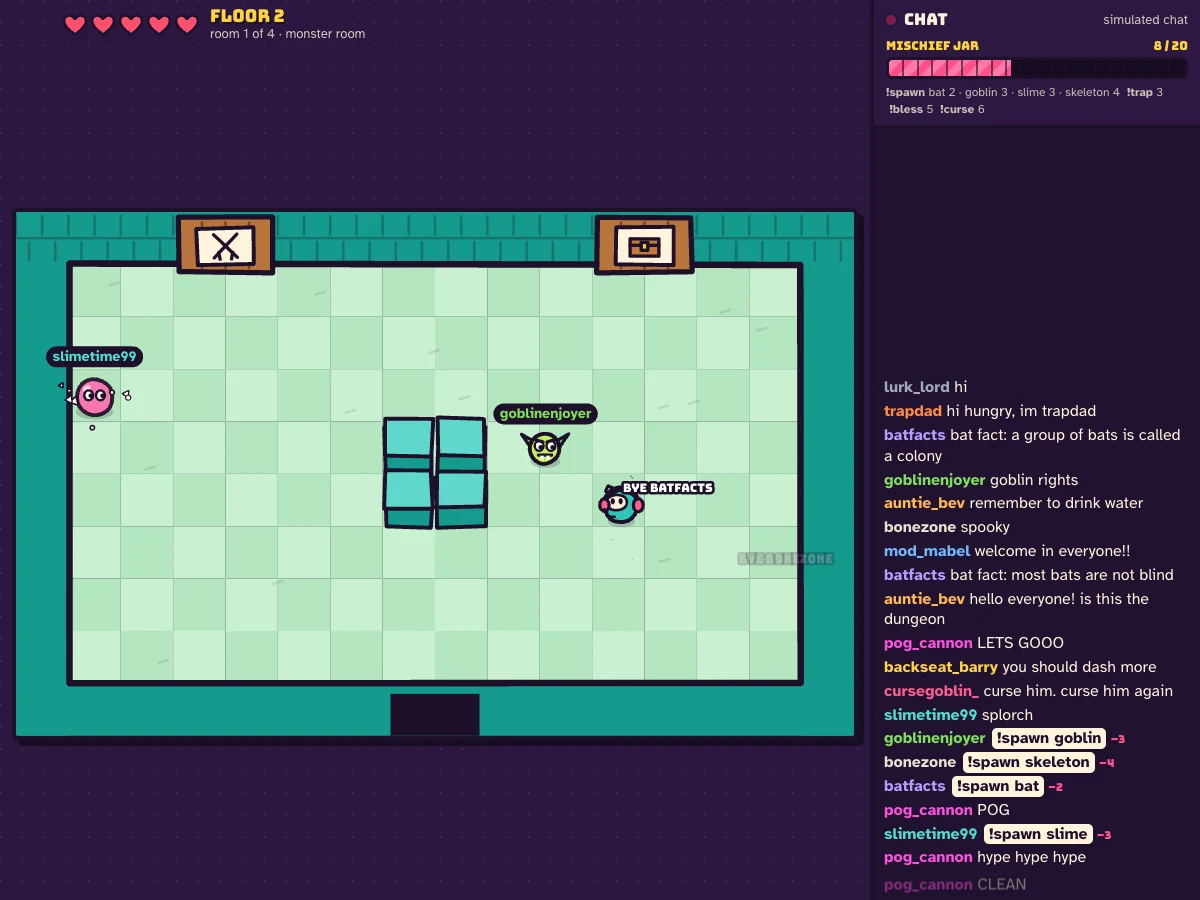 FLOOR 2
room 1 of 4 · monster room
CHAT
simulated chat
MISCHIEF JAR
8 / 20
!spawn bat 2 · goblin 3 · slime 3 · skeleton 4 !trap 3
!bless 5 !curse 6
slimetime99
goblinenjoyer
BYE BATFACTS
BYE BONEZONE
lurk_lord hi
trapdad hi hungry, im trapdad
batfacts bat fact: a group of bats is called
a colony
goblinenjoyer goblin rights
auntie_bev remember to drink water
bonezone spooky
mod_mabel welcome in everyone!!
batfacts bat fact: most bats are not blind
auntie_bev hello everyone! is this the
dungeon
pog_cannon LETS GOOO
backseat_barry you should dash more
cursegoblin_ curse him. curse him again
slimetime99 splorch
goblinenjoyer !spawn goblin −3
bonezone !spawn skeleton −4
batfacts !spawn bat −2
pog_cannon POG
slimetime99 !spawn slime −3
pog_cannon hype hype hype
pog_cannon CLEAN